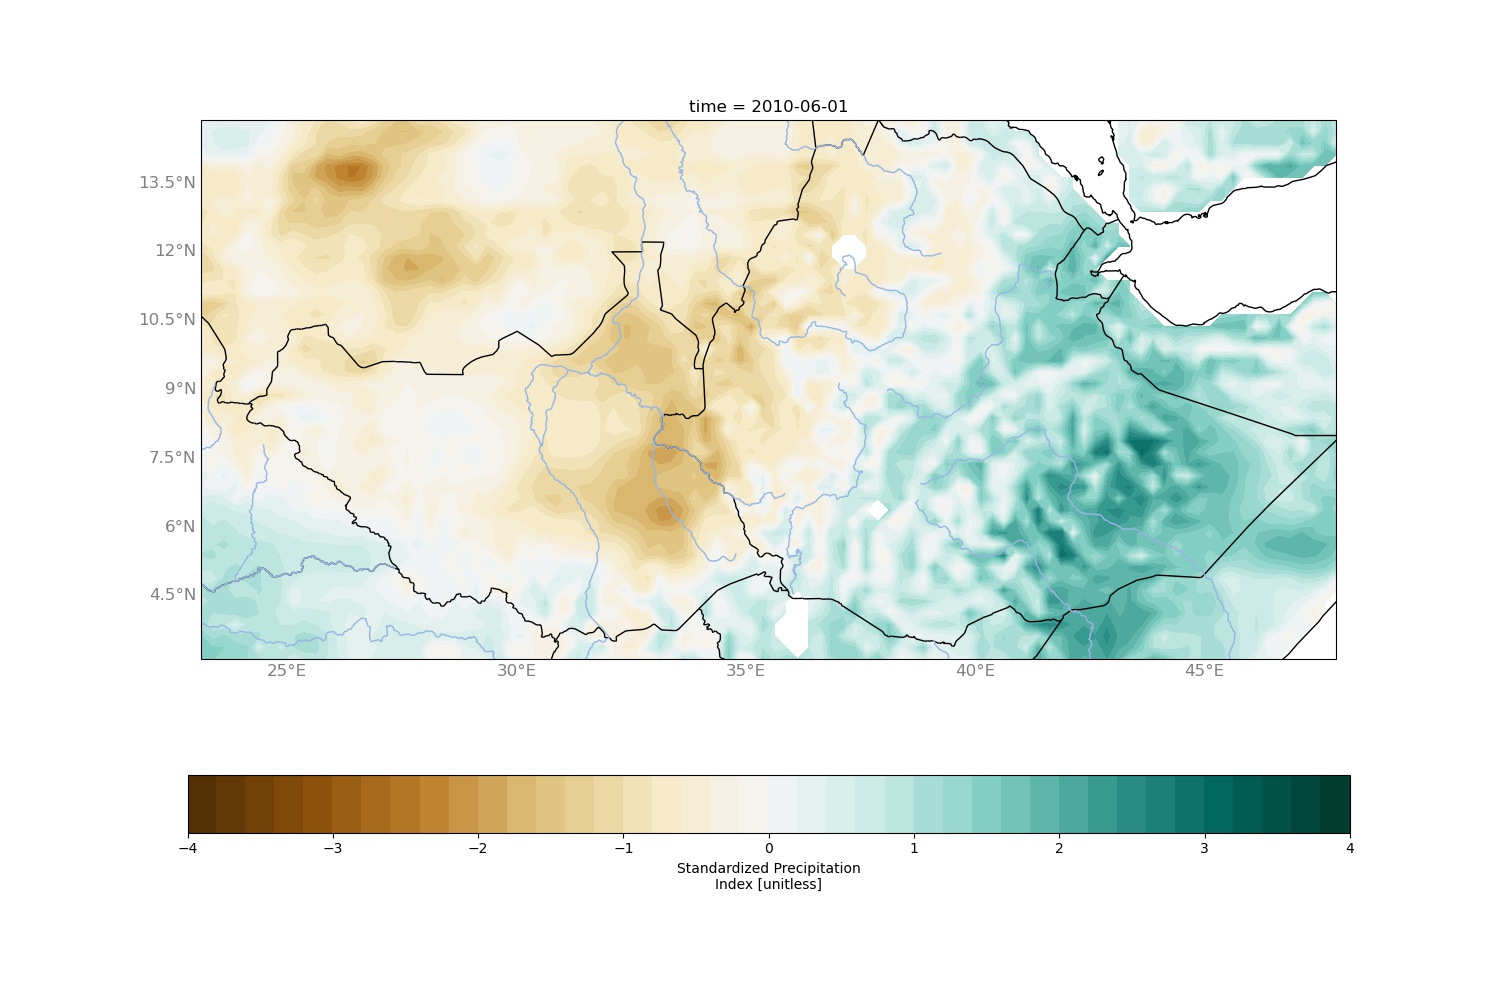 time = 2010-06-01
13.5°N
12°N
10.5°N
9°N
7.5°N
6°N
4.5°N
25°E 30°E 35°E 40°E 45°E
−4 −3 −2 −1 0 1 2 3 4
Standardized Precipitation
Index [unitless]